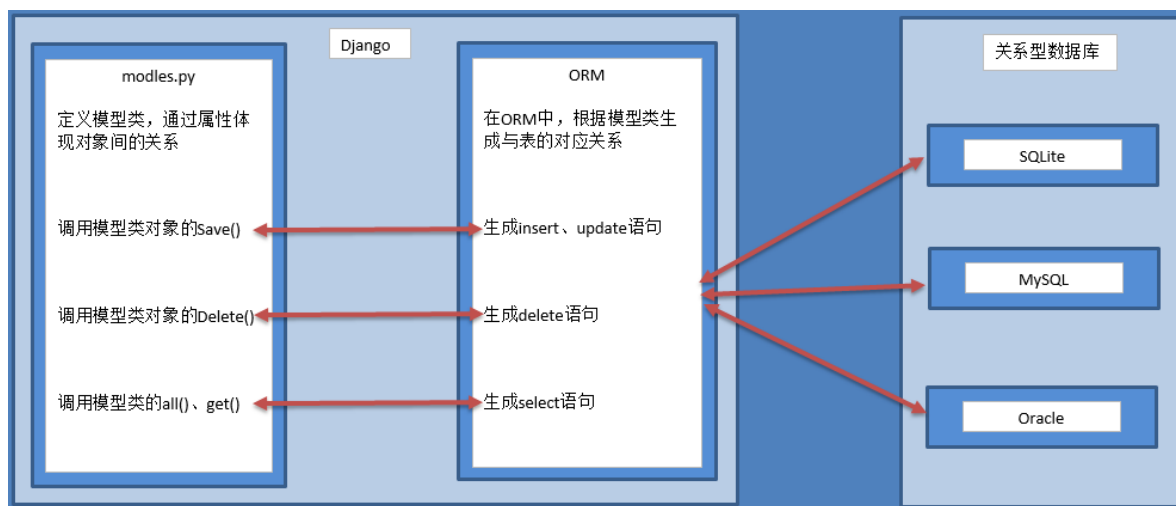 Django
modles.py
定义模型类，通过属性体
现对象间的关系
调用模型类对象的Save()
调用模型类对象的Delete()
调用模型类的all()、get()
ORM
在ORM中，根据模型类生
成与表的对应关系
生成insert、update语句
生成delete语句
生成select语句
关系型数据库
SQLite
MySQL
Oracle